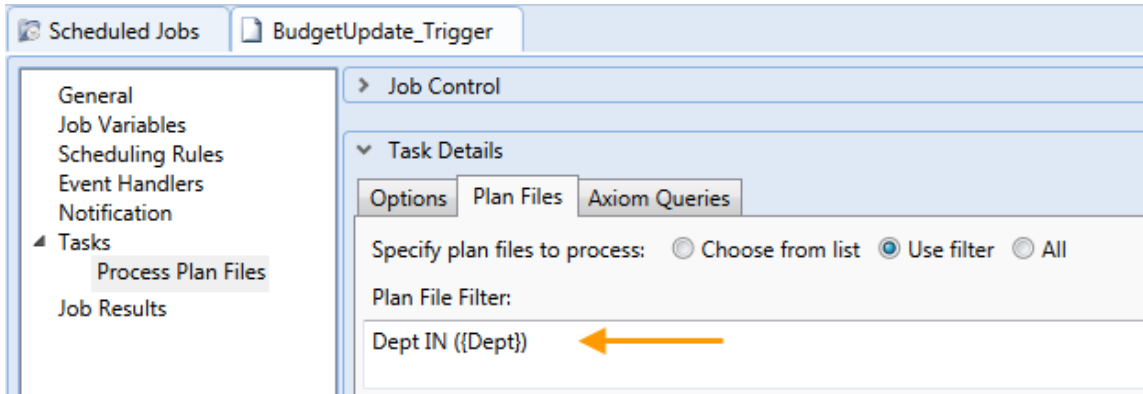 Scheduled Jobs
BudgetUpdate_Trigger
General
Job Variables
Scheduling Rules
Event Handlers
Notification
Tasks
Process Plan Files
Job Results
Job Control
Task Details
Options Plan Files Axiom Queries
Specify plan files to process: Choose from list Use filter All
Plan File Filter:
Dept IN ({Dept})